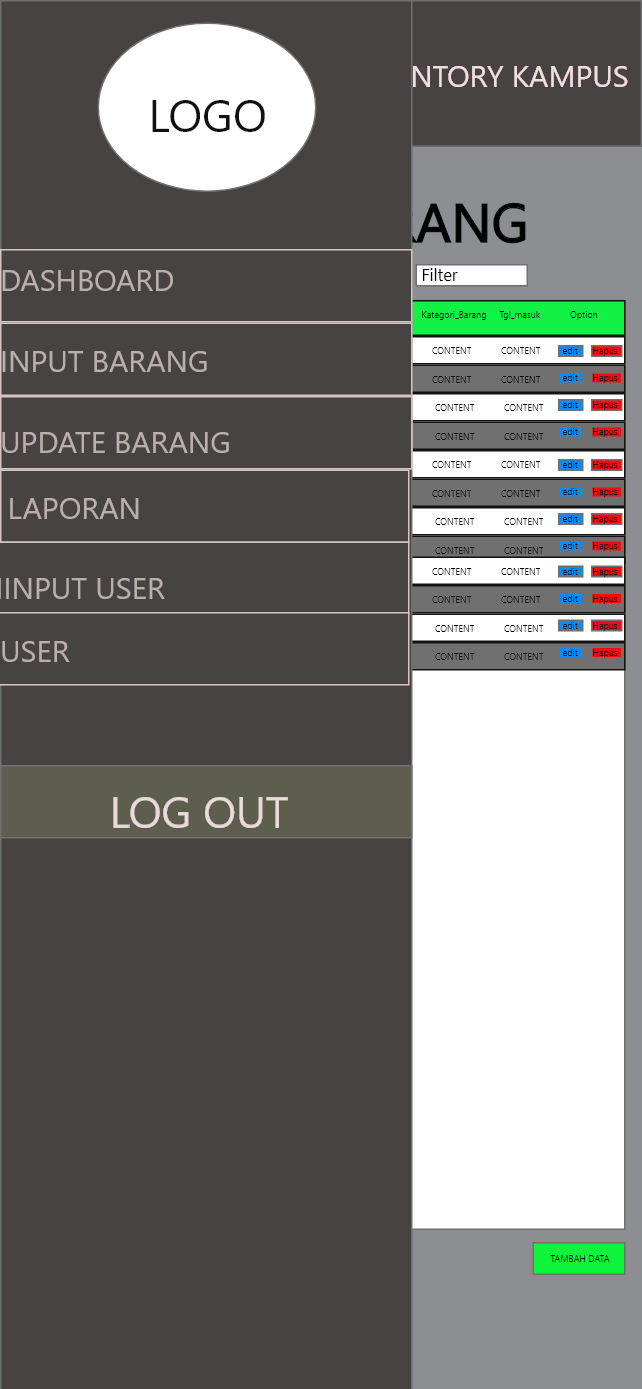 LOGO
NTORY KAMPUS
DASHBOARD
INPUT BARANG
UPDATE BARANG
LAPORAN
INPUT USER
USER
LOG OUT
RANG
Filter
Kategori_Barang Tgl_masuk Option
CONTENT CONTENT edit Hapus
CONTENT CONTENT edit Hapus
CONTENT CONTENT edit Hapus
CONTENT CONTENT edit Hapus
CONTENT CONTENT edit Hapus
CONTENT CONTENT edit Hapus
CONTENT CONTENT edit Hapus
CONTENT CONTENT edit Hapus
CONTENT CONTENT edit Hapus
CONTENT CONTENT edit Hapus
CONTENT CONTENT edit Hapus
CONTENT CONTENT edit Hapus
TAMBAH DATA